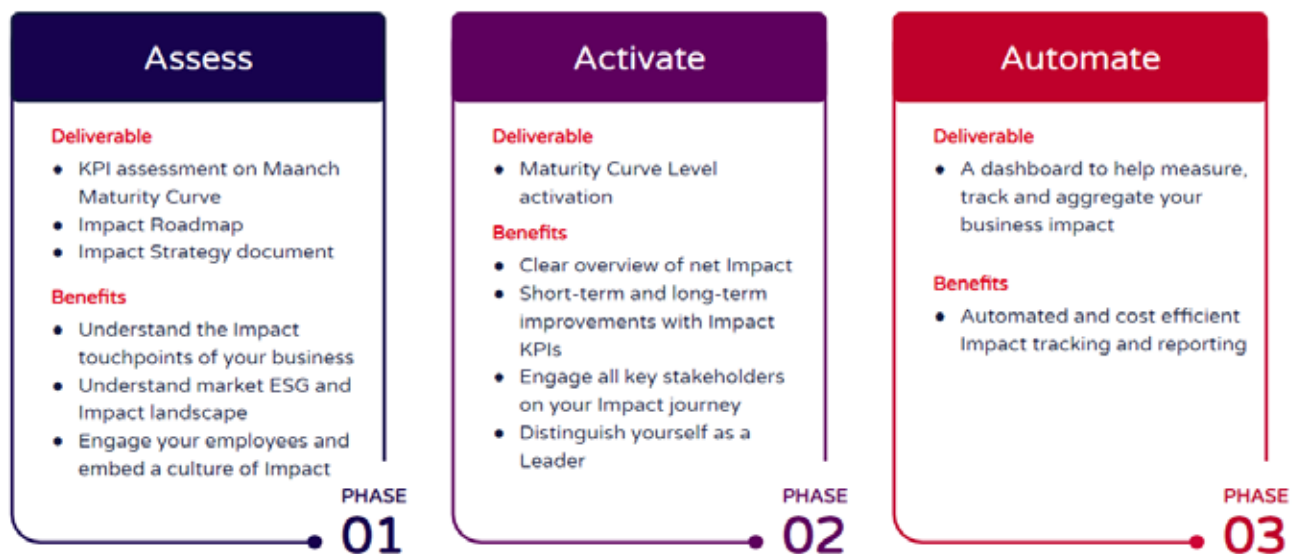 Assess
Deliverable
● KPI assessment on Maanch
Maturity Curve
● Impact Roadmap
● Impact Strategy document
Benefits
● Understand the Impact
touchpoints of your business
● Understand market ESG and
Impact landscape
● Engage your employees and
embed a culture of Impact
PHASE
01
Activate
Deliverable
● Maturity Curve Level
activation
Benefits
● Clear overview of net Impact
● Short-term and long-term
improvements with Impact
KPIs
● Engage all key stakeholders
on your Impact journey
● Distinguish yourself as a
Leader
PHASE
02
Automate
Deliverable
● A dashboard to help measure,
track and aggregate your
business impact
Benefits
● Automated and cost efficient
Impact tracking and reporting
PHASE
03